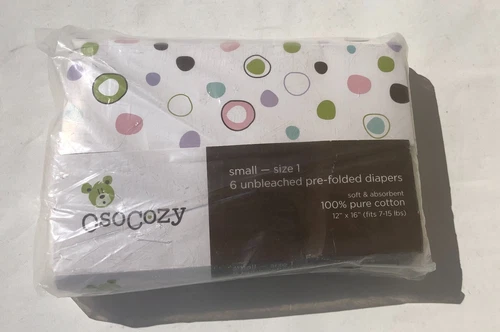 small — size 1
6 unbleached pre-folded diapers
soft & absorbent
100% pure cotton
12" x 16" (fits 7-15 lbs)
OsoCozy